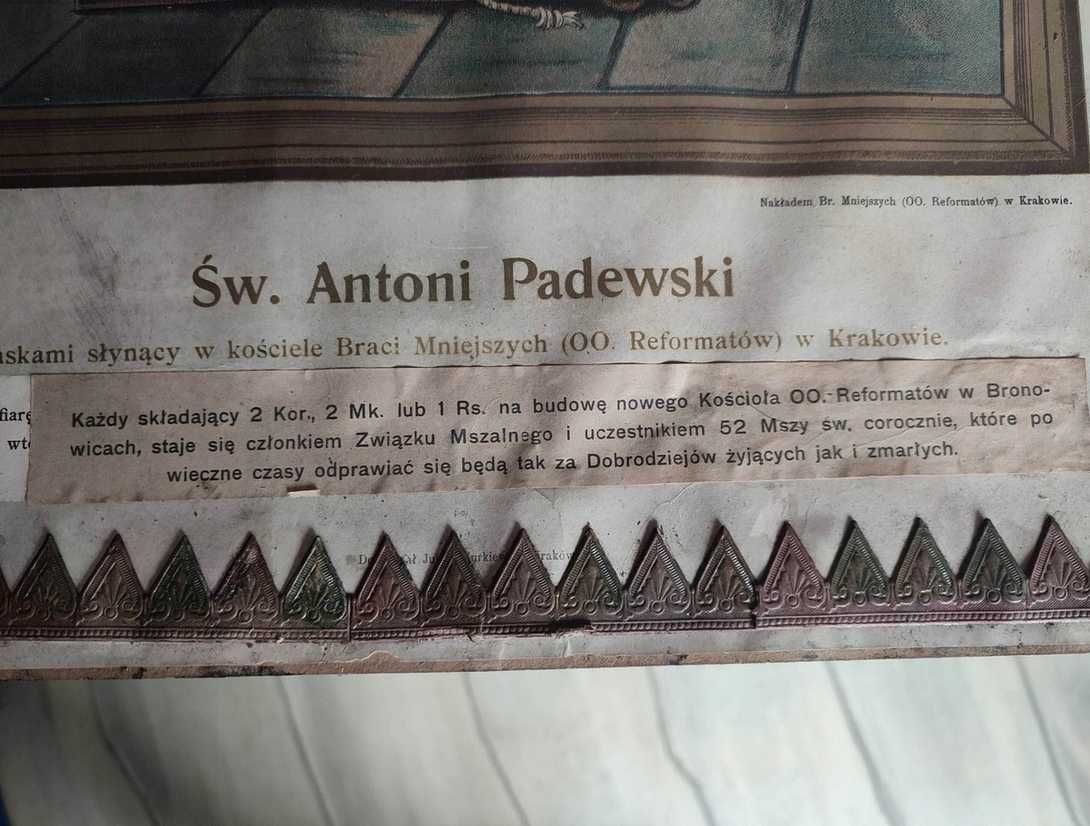 Nakładem Br. Mniejszych (OO. Reformatów) w Krakowie.
Św. Antoni Padewski
słynący w kościele Braci Mniejszych (OO. Reformatów) w Krakowie.
Każdy składający 2 Kor., 2 Mk. lub 1 Rs. na budowę nowego Kościoła OO. Reformatów w Brono-
wicach, staje się członkiem Związku Mszalnego i uczestnikiem 52 Mszy św. corocznie, które po
wieczne czasy odprawiać się będą tak za Dobrodziejów żyjących jak i zmarłych.